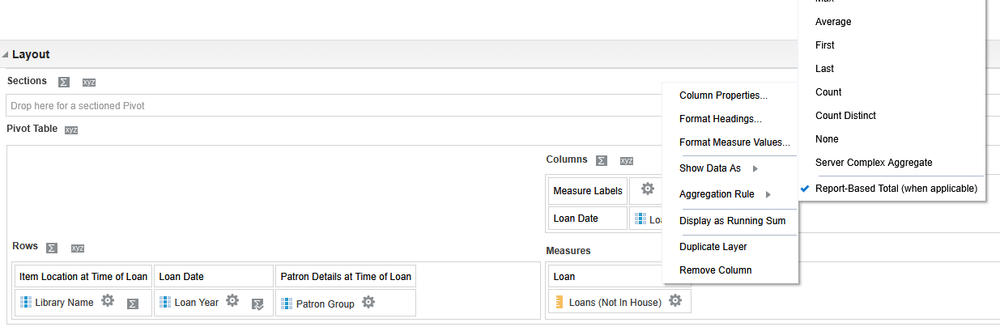 Max
Average
First
Last
Count
Count Distinct
None
Server Complex Aggregate
Report-Based Total (when applicable)
Layout
Sections
xyz
Drop here for a sectioned Pivot
Pivot Table xyz
Column Properties...
Format Headings...
Format Measure Values...
Show Data As
Aggregation Rule
Display as Running Sum
Duplicate Layer
Remove Column
Columns Σ xyz
Measure Labels
Loan Date
Rows Σ xyz
Measures
Item Location at Time of Loan Loan Date Patron Details at Time of Loan
Loan
Library Name Σ Loan Year Σ Patron Group
Loans (Not In House)